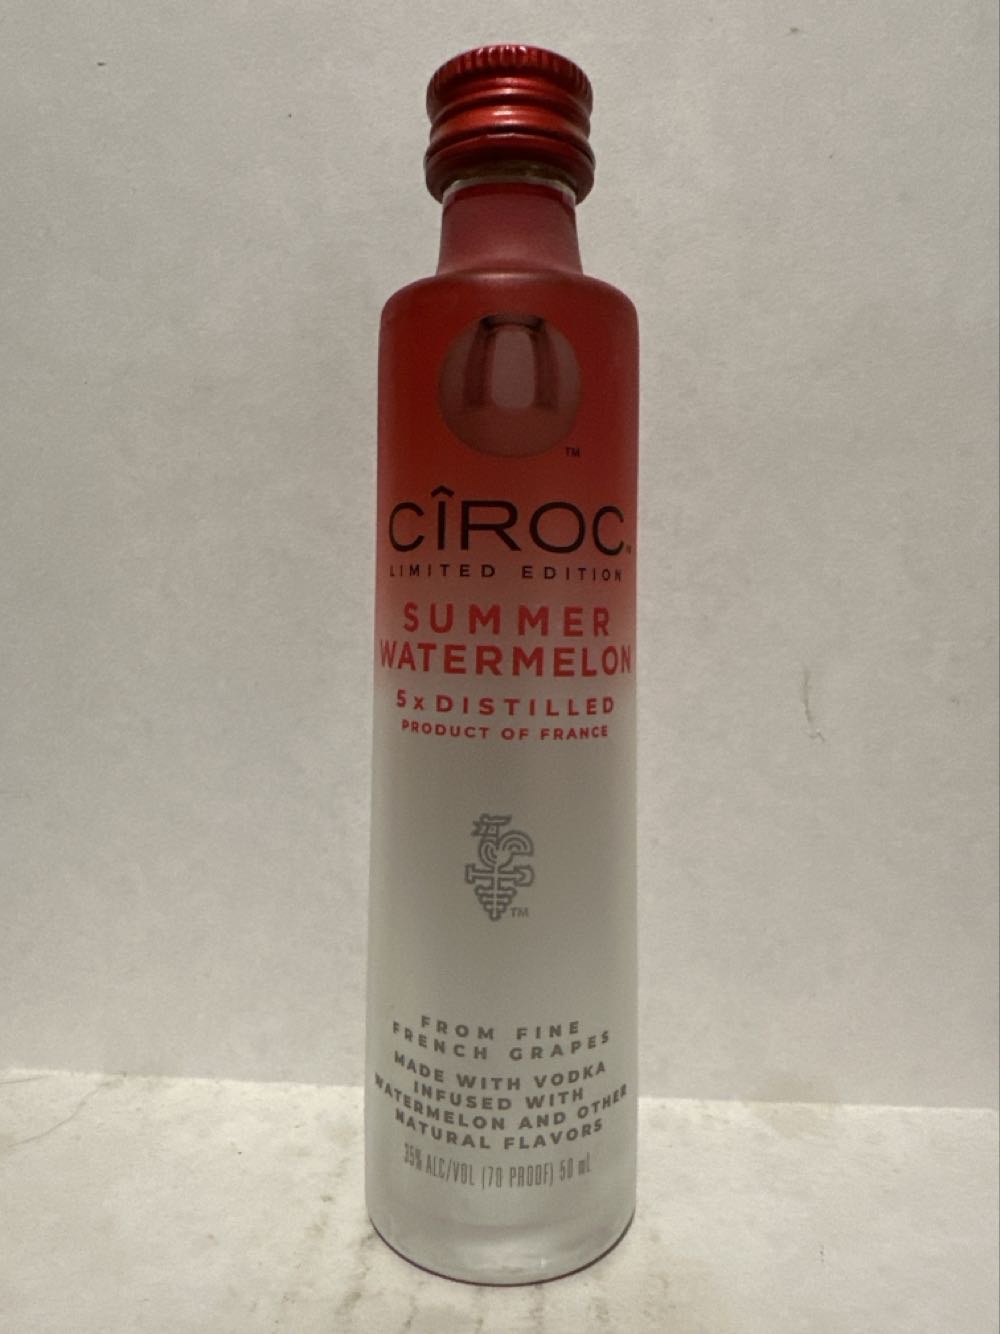 ™
CÎROC™
LIMITED EDITION
SUMMER
WATERMELON
5x DISTILLED
PRODUCT OF FRANCE
™
FROM FINE
FRENCH GRAPES
MADE WITH VODKA
INFUSED WITH
WATERMELON AND OTHER
NATURAL FLAVORS
35% ALC/VOL (70 PROOF) 50 mL